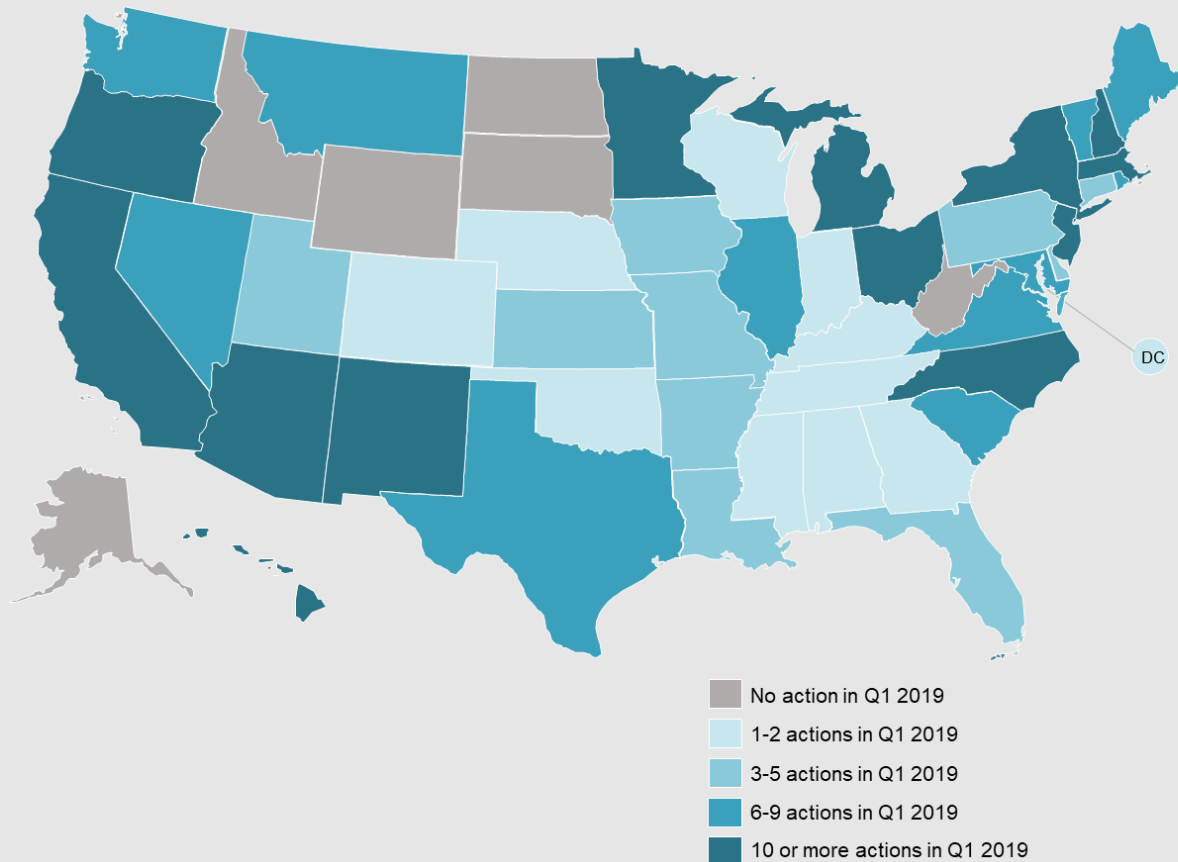 DC
No action in Q1 2019
1-2 actions in Q1 2019
3-5 actions in Q1 2019
6-9 actions in Q1 2019
10 or more actions in Q1 2019